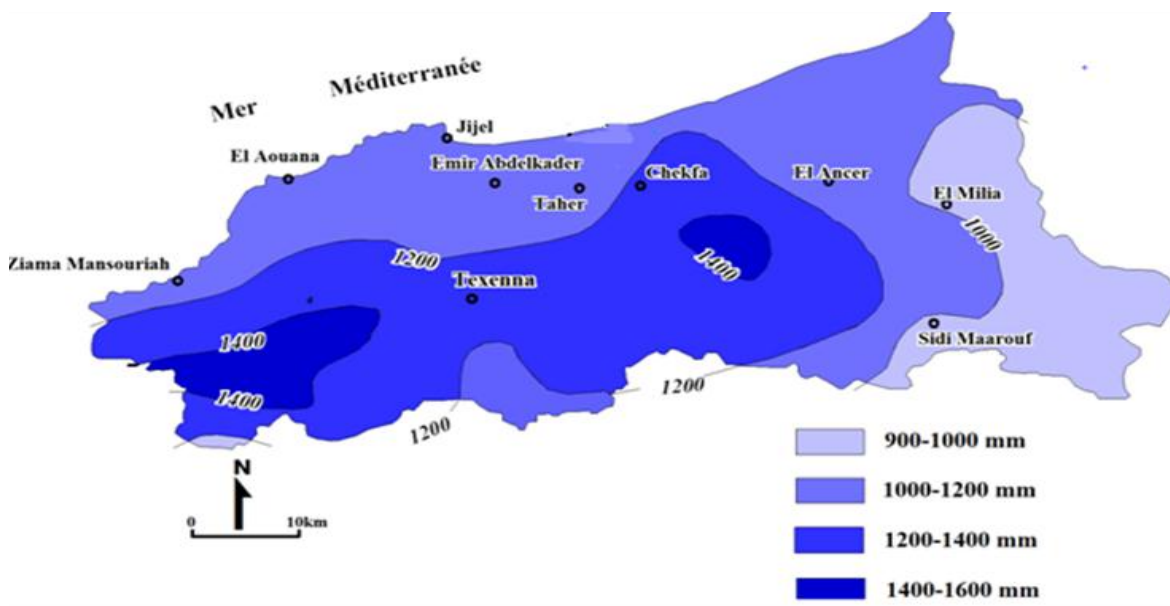 Mer Méditerranée
Jijel
El Aouana
Emir Abdelkader
Chekfa
El Ancer
Taher
El Milia
1000
1200
1400
Ziama Mansouriah
Texenna
Sidi Maarouf
1400
1200
1400
1200
900-1000 mm
N
1000-1200 mm
0 10km
1200-1400 mm
1400-1600 mm